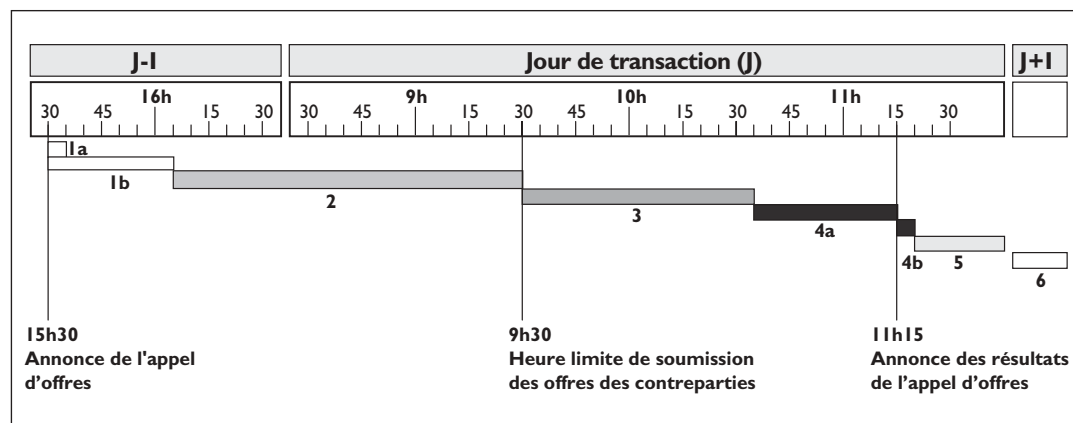 J-1 Jour de transaction (J) J+1
16h 9h 10h 11h
30 45 15 30 30 45 15 30 45 15 30 45 15 30
1a
1b
2
3
4a
4b 5
6
15h30 9h30 11h15
Annonce de l'appel Heure limite de soumission Annonce des résultats
d'offres des offres des contreparties de l'appel d'offres